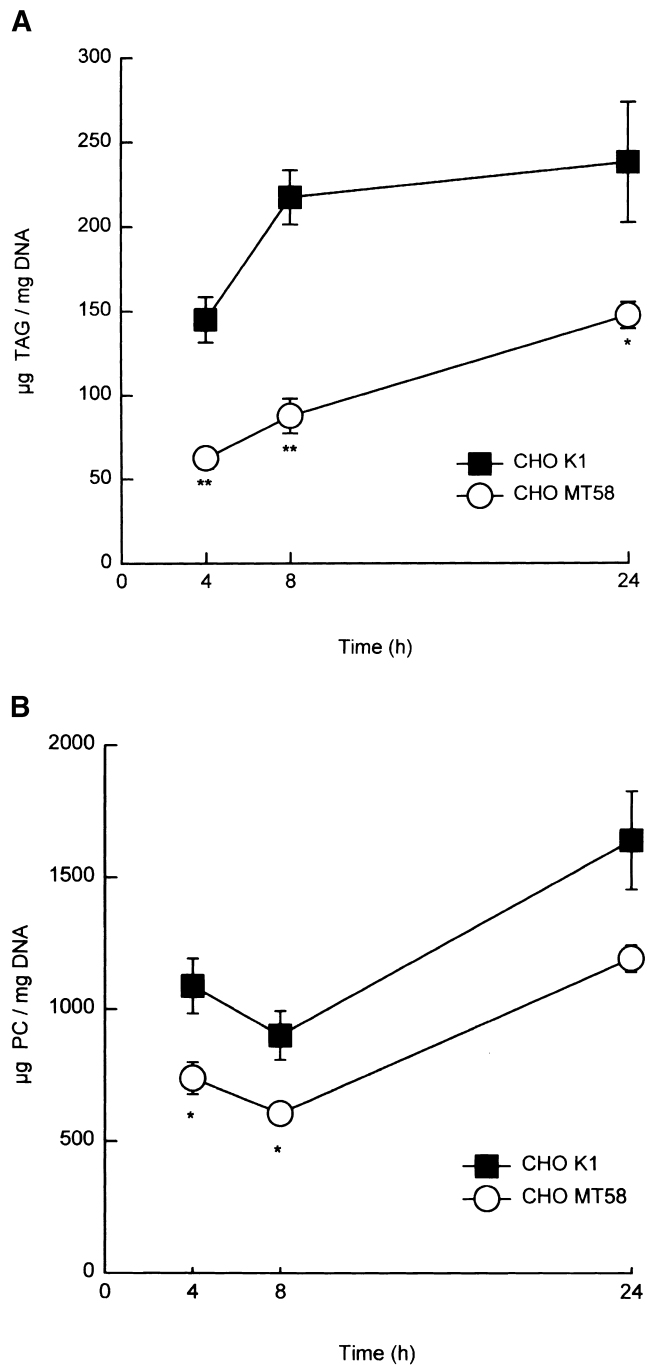 A
300
250
200
150
100
50
0
µg TAG / mg DNA
**
**
*
CHO K1
CHO MT58
0 4 8 24
Time (h)
B
2000
1500
1000
500
0
µg PC / mg DNA
*
*
CHO K1
CHO MT58
0 4 8 24
Time (h)